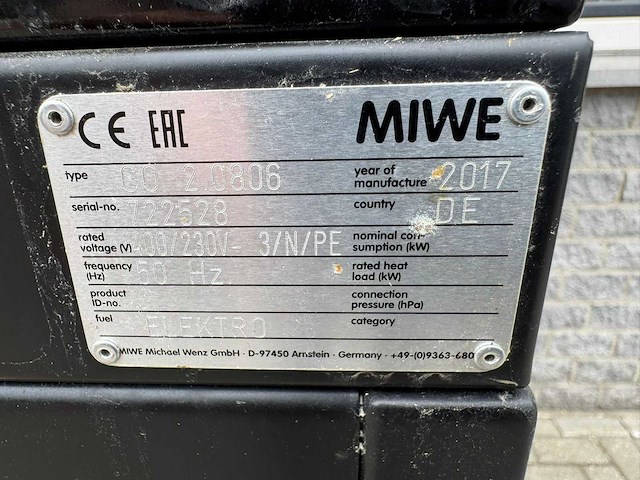 CE EAC MIWE
type CO 2.0806 year of manufacture 2017
serial-no. 722528 country DE
rated voltage (V) 400/230V- 3/N/PE nominal con-sumption (kW)
frequency (Hz) 50 Hz. rated heat load (kW)
product ID-no. connection pressure (hPa)
fuel ELEKTRO category
MIWE Michael Wenz GmbH · D-97450 Arnstein · Germany · +49-(0)9363-680